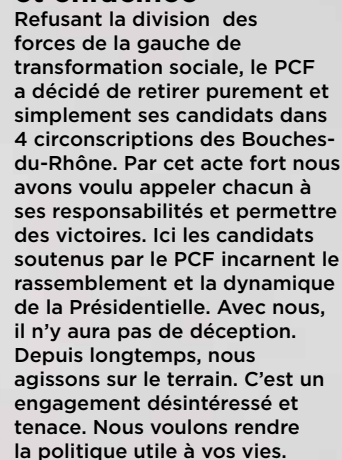 Refusant la division  des
forces de la gauche de
transformation sociale, le PCF
a décidé de retirer purement et
simplement ses candidats dans
4 circonscriptions des Bouches-
du-Rhône. Par cet acte fort nous
avons voulu appeler chacun à
ses responsabilités et permettre
des victoires. Ici les candidats
soutenus par le PCF incarnent le
rassemblement et la dynamique
de la Présidentielle. Avec nous,
il n’y aura pas de déception.
Depuis longtemps, nous
agissons sur le terrain. C’est un
engagement désintéressé et
tenace. Nous voulons rendre
la politique utile à vos vies.